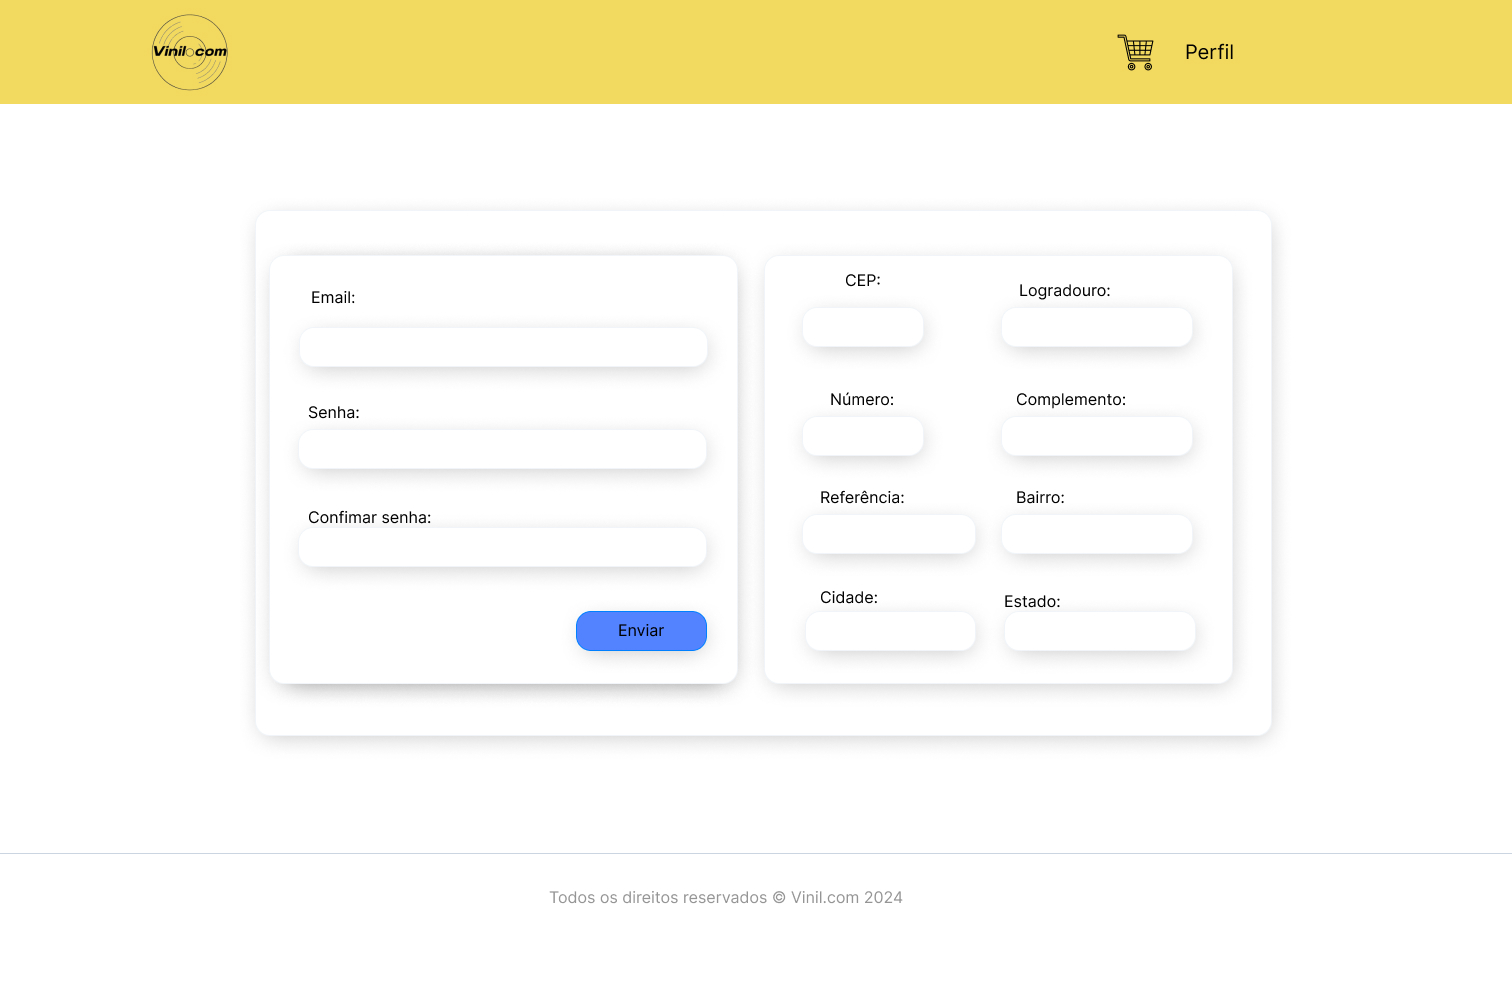 Vinil.com
Perfil
Email:
Senha:
Confimar senha:
Enviar
CEP:
Logradouro:
Número:
Complemento:
Referência:
Bairro:
Cidade:
Estado:
Todos os direitos reservados © Vinil.com 2024